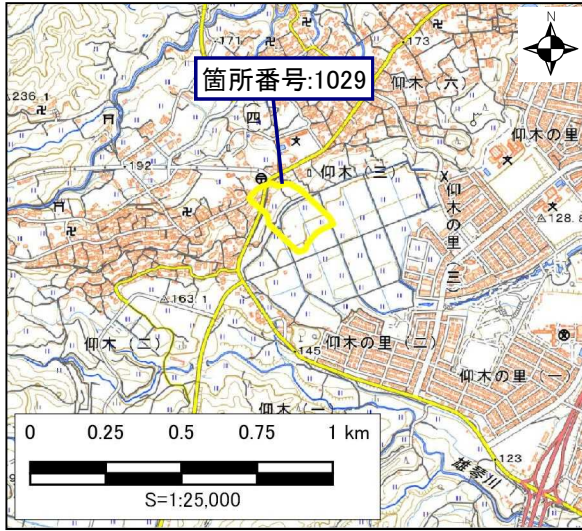 N
171
173
箇所番号:1029
236.1
仰木(六)
四
仰木の里
192
仰木(三)
仰木の里(三)
128.8
163.1
仰木(二)
145
仰木の里(二)
仰木の里(一)
仰木(一)
123
雄琴川
0 0.25 0.5 0.75 1 km
S=1:25,000